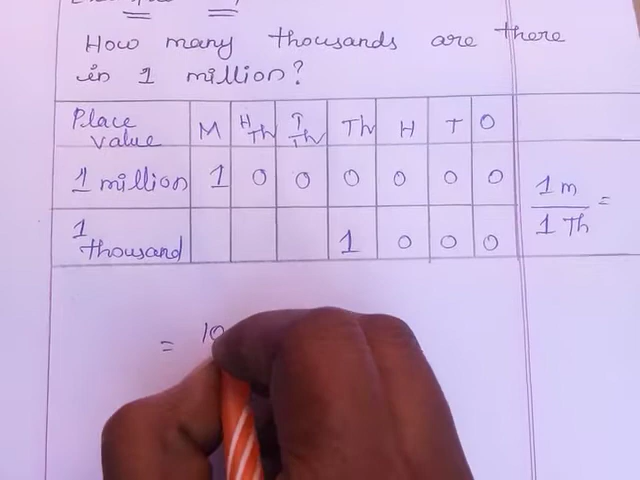 How many thousands are there
in 1 million?
Place value M H Th T Th Th H T O
1 million 1 0 0 0 0 0 0
1 thousand 1 0 0 0
1 m
1 Th =
= 10